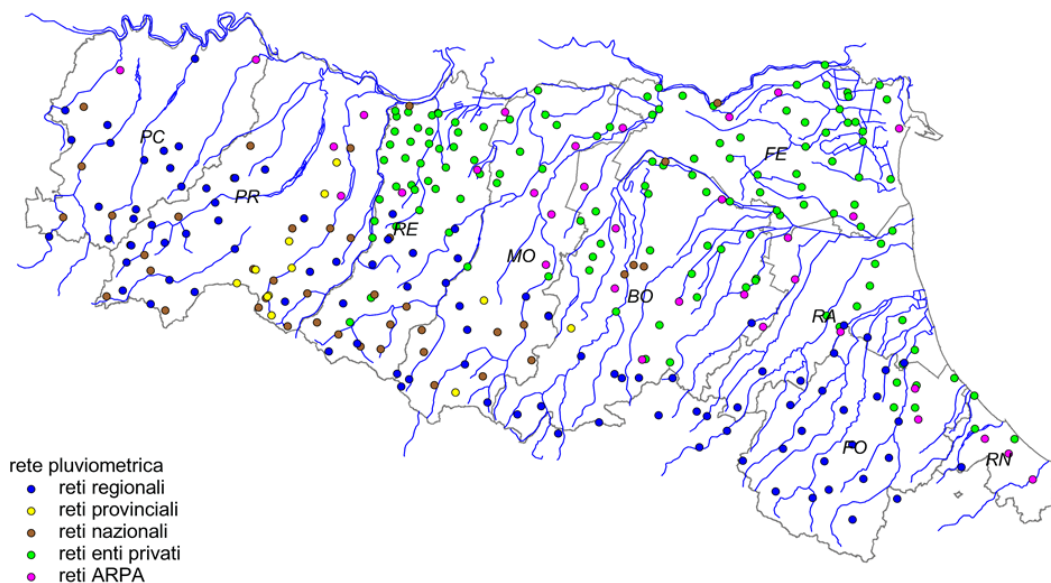 PC
FE
PR
RE
MO
BO
RA
FO
RN
rete pluviometrica
reti regionali
reti provinciali
reti nazionali
reti enti privati
reti ARPA